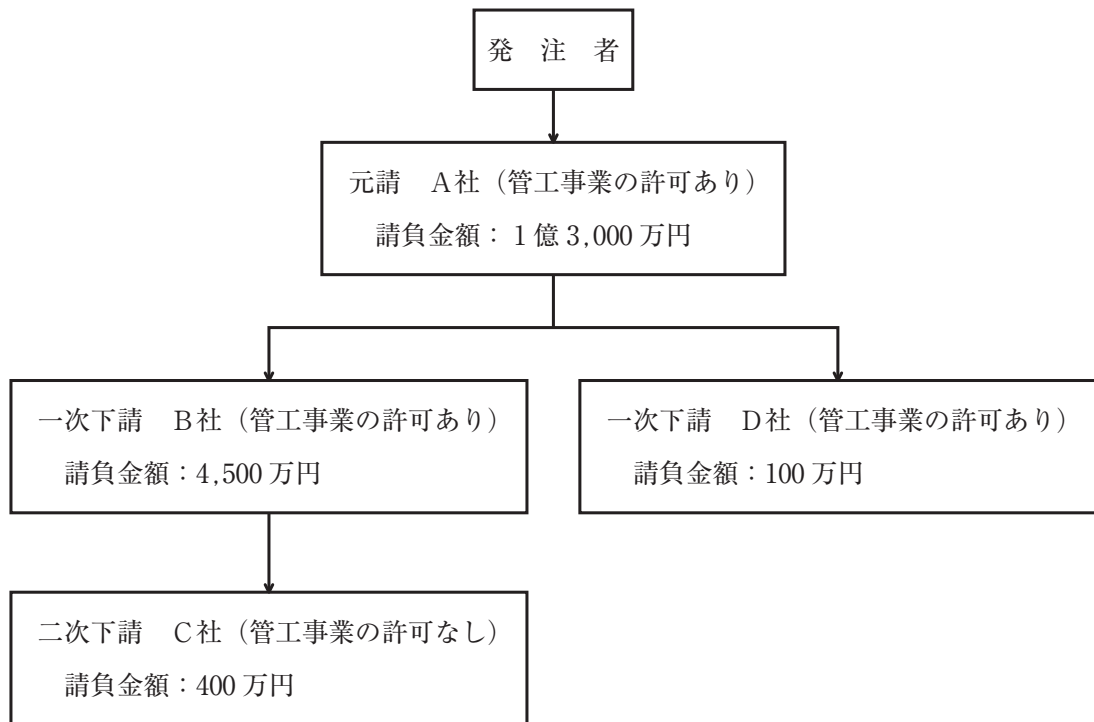 発　注　者
元請　A社（管工事業の許可あり）
請負金額：1億3,000万円
一次下請　B社（管工事業の許可あり）
請負金額：4,500万円
一次下請　D社（管工事業の許可あり）
請負金額：100万円
二次下請　C社（管工事業の許可なし）
請負金額：400万円